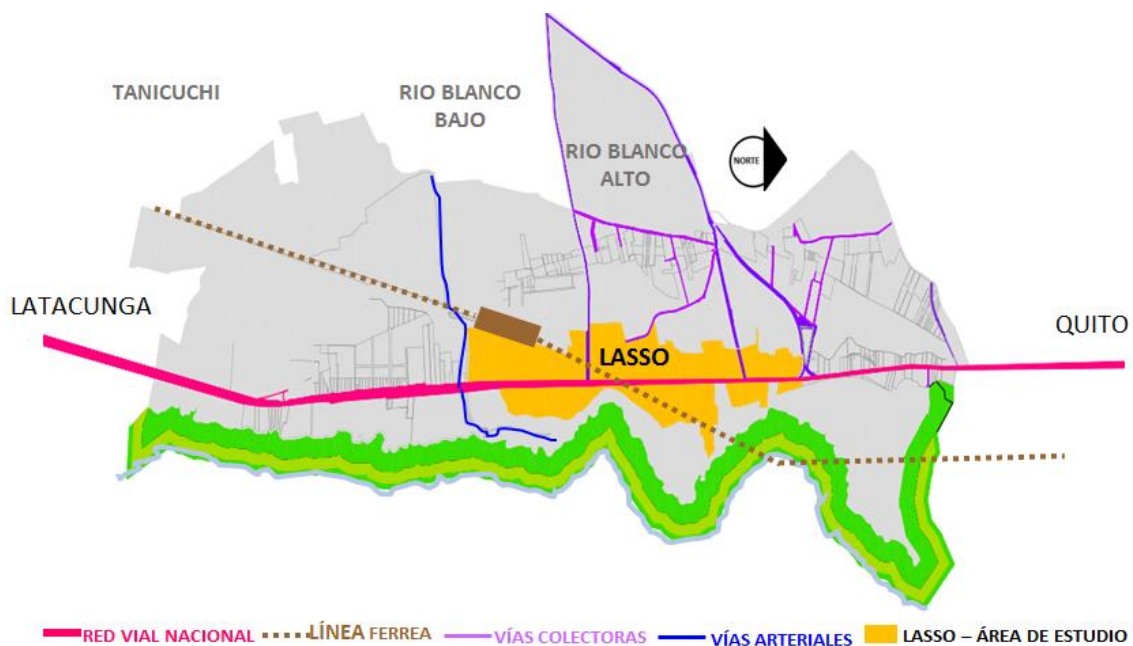 TANICUCHI
RIO BLANCO
BAJO
RIO BLANCO
ALTO
NORTE
LATACUNGA
QUITO
LASSO
RED VIAL NACIONAL
LÍNEA FERREA
VÍAS COLECTORAS
VÍAS ARTERIALES
LASSO – ÁREA DE ESTUDIO